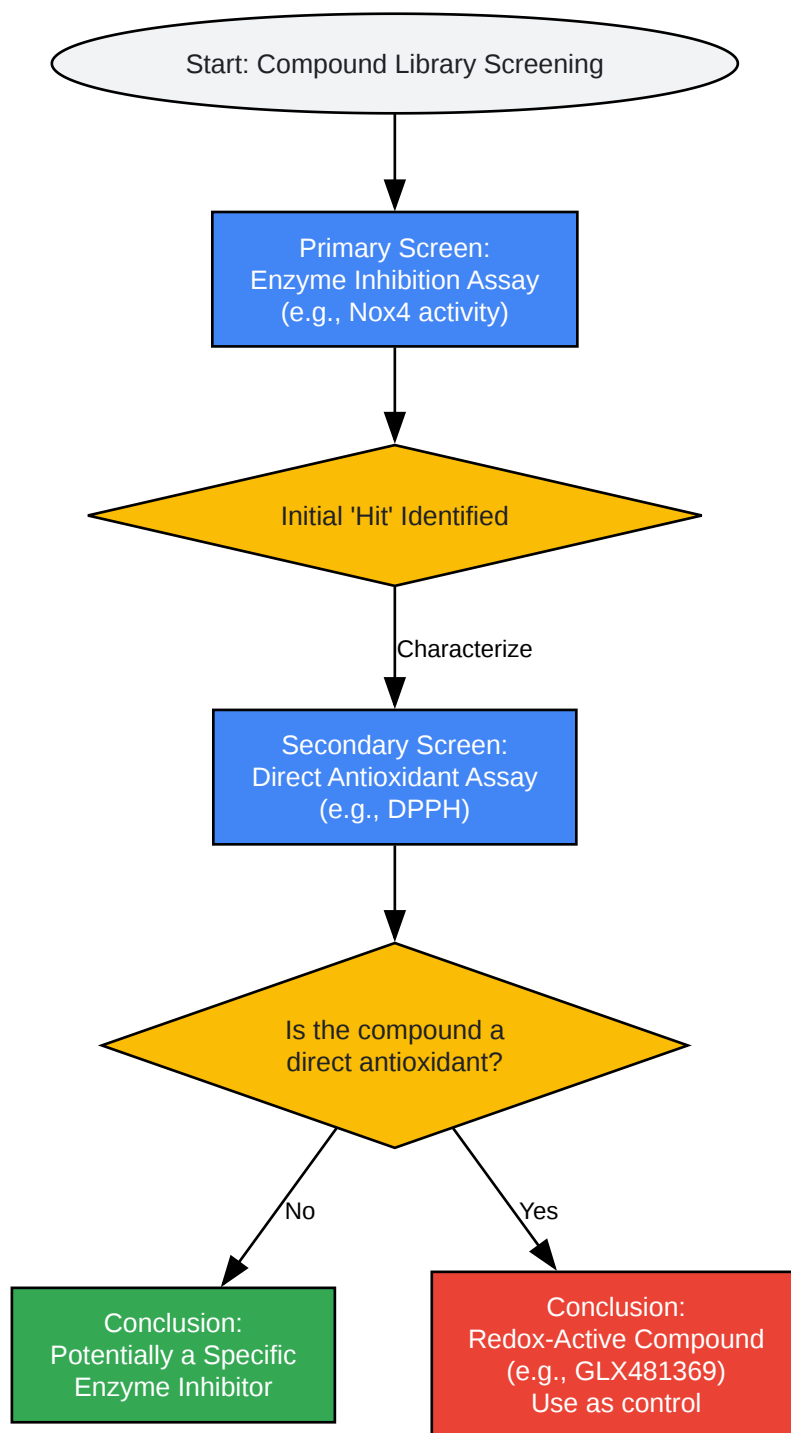 Start: Compound Library Screening
Primary Screen:
Enzyme Inhibition Assay
(e.g., Nox4 activity)
Initial 'Hit' Identified
Characterize
Secondary Screen:
Direct Antioxidant Assay
(e.g., DPPH)
Is the compound a
direct antioxidant?
No
Yes
Conclusion:
Potentially a Specific
Enzyme Inhibitor
Conclusion:
Redox-Active Compound
(e.g., GLX481369)
Use as control